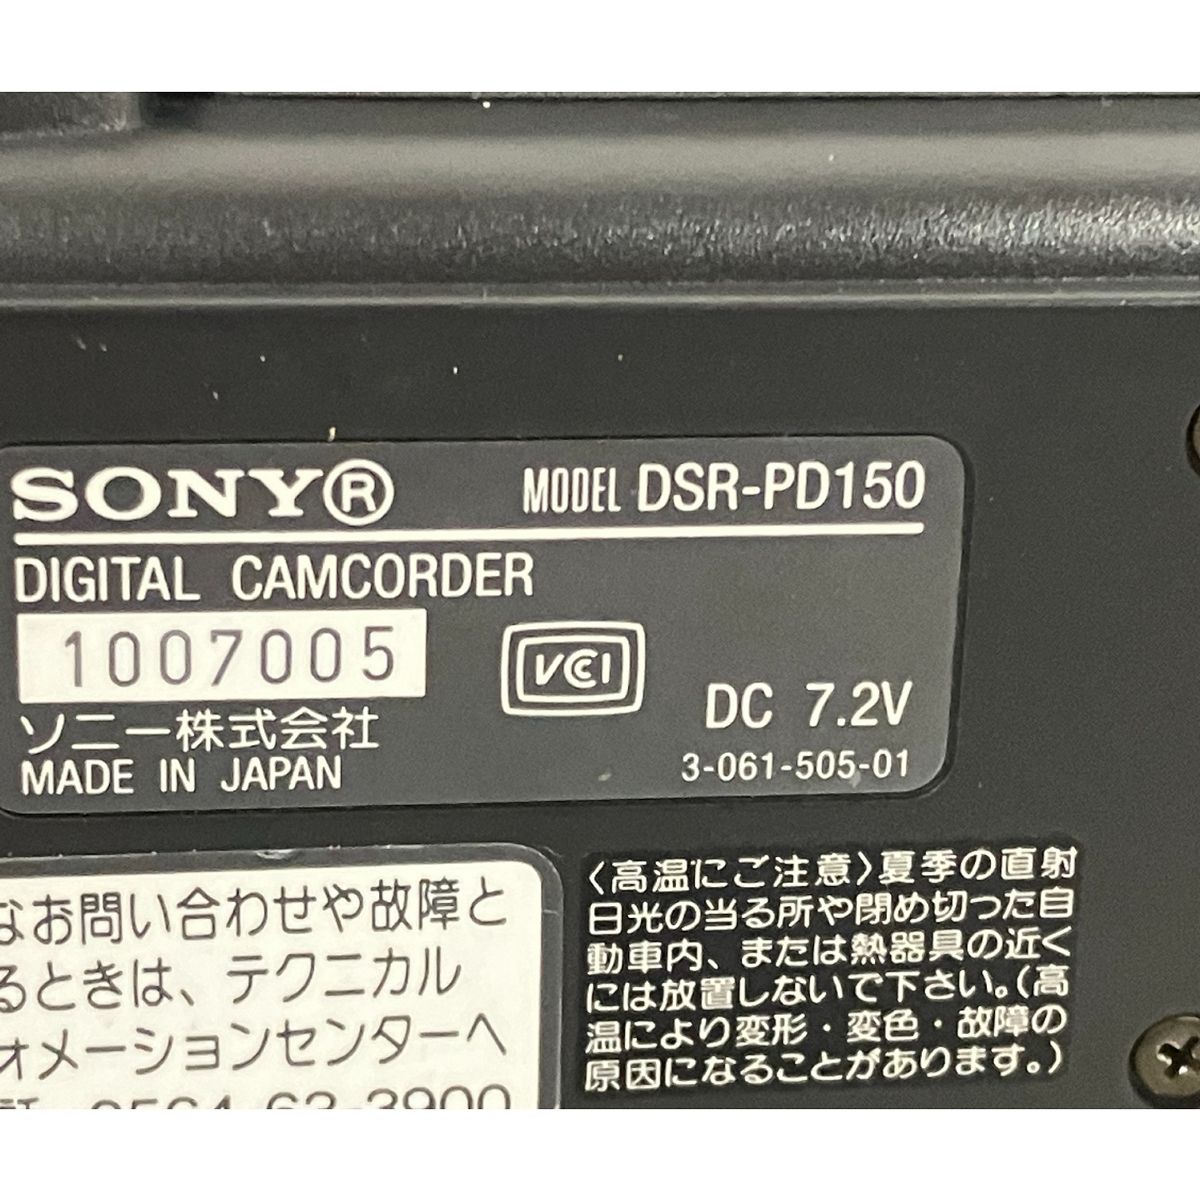 SONY® MODEL DSR-PD150
DIGITAL CAMCORDER
1007005
VCCI
DC 7.2V
ソニー株式会社
MADE IN JAPAN
3-061-505-01
なお問い合わせや故障と
るときは、テクニカル
ォメーションセンターへ
0564-62-3900
〈高温にご注意〉夏季の直射
日光の当る所や閉め切った自
動車内、または熱器具の近く
には放置しないで下さい。(高
温により変形・変色・故障の
原因になることがあります。)